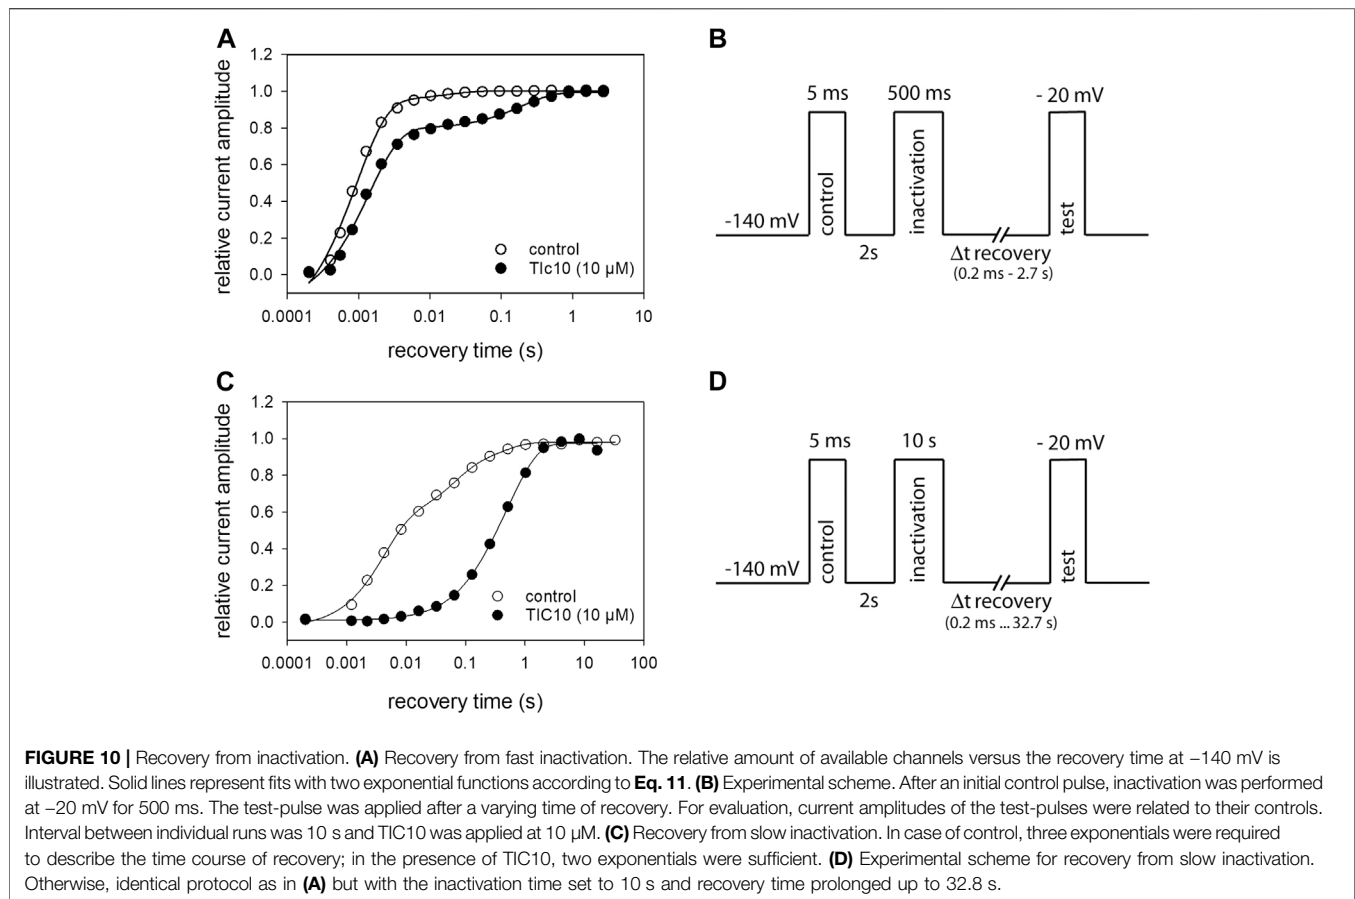 A
relative current amplitude
1.2
1.0
0.8
0.6
0.4
0.2
0.0
control
TIc10 (10 µM)
0.0001 0.001 0.01 0.1 1 10
recovery time (s)
B
5 ms 500 ms - 20 mV
control
inactivation
test
-140 mV
2s
Δt recovery
(0.2 ms - 2.7 s)
C
relative current amplitude
1.2
1.0
0.8
0.6
0.4
0.2
0.0
control
TIC10 (10 µM)
0.0001 0.001 0.01 0.1 1 10 100
recovery time (s)
D
5 ms 10 s - 20 mV
control
inactivation
test
-140 mV
2s
Δt recovery
(0.2 ms ... 32.7 s)
FIGURE 10 | Recovery from inactivation. (A) Recovery from fast inactivation. The relative amount of available channels versus the recovery time at −140 mV is
illustrated. Solid lines represent fits with two exponential functions according to Eq. 11. (B) Experimental scheme. After an initial control pulse, inactivation was performed
at −20 mV for 500 ms. The test-pulse was applied after a varying time of recovery. For evaluation, current amplitudes of the test-pulses were related to their controls.
Interval between individual runs was 10 s and TIC10 was applied at 10 µM. (C) Recovery from slow inactivation. In case of control, three exponentials were required
to describe the time course of recovery; in the presence of TIC10, two exponentials were sufficient. (D) Experimental scheme for recovery from slow inactivation.
Otherwise, identical protocol as in (A) but with the inactivation time set to 10 s and recovery time prolonged up to 32.8 s.